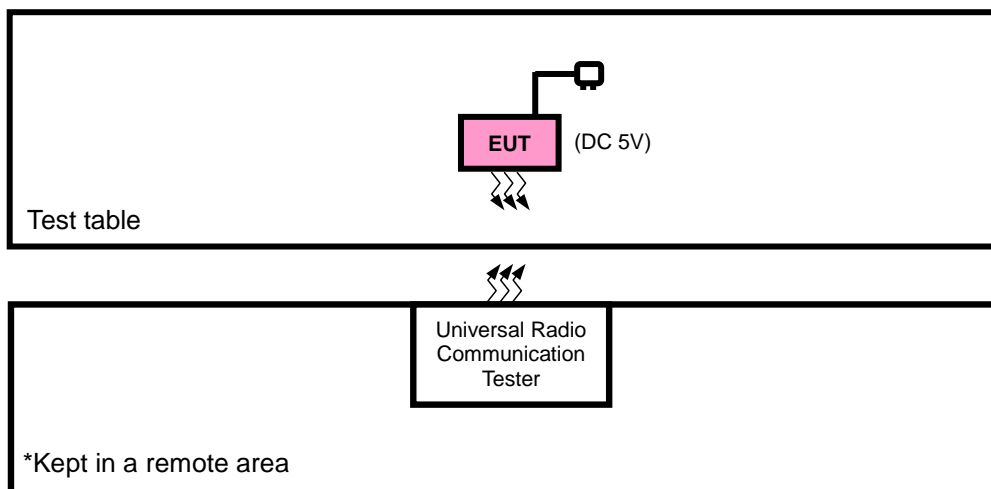 EUT
(DC 5V)
Test table
Universal Radio
Communication
Tester
*Kept in a remote area